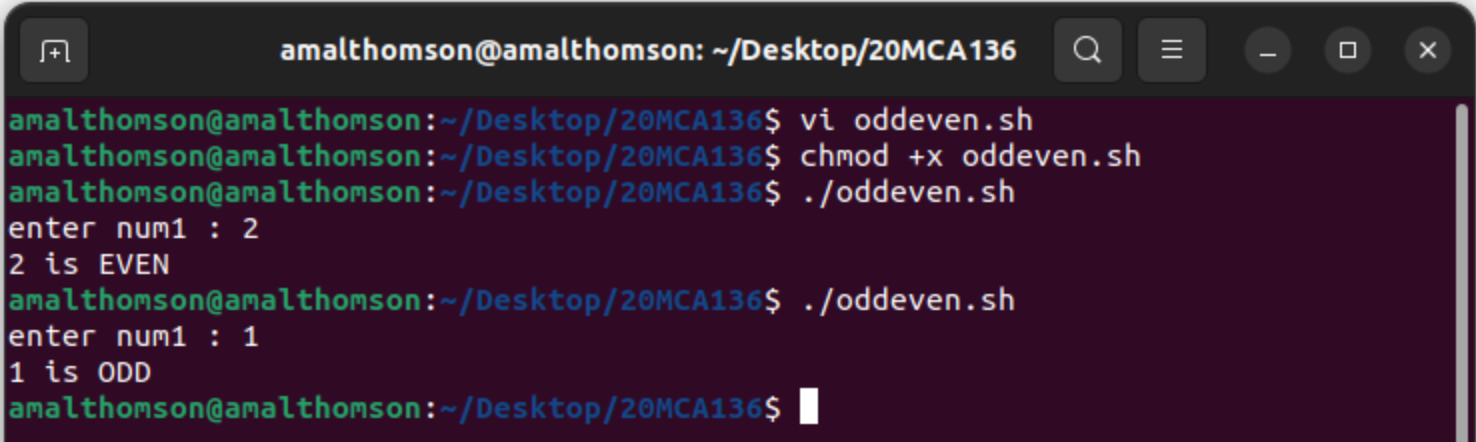 amalthomson@amalthomson: ~/Desktop/20MCA136
amalthomson@amalthomson:~/Desktop/20MCA136$ vi oddeven.sh
amalthomson@amalthomson:~/Desktop/20MCA136$ chmod +x oddeven.sh
amalthomson@amalthomson:~/Desktop/20MCA136$ ./oddeven.sh
enter num1 : 2
2 is EVEN
amalthomson@amalthomson:~/Desktop/20MCA136$ ./oddeven.sh
enter num1 : 1
1 is ODD
amalthomson@amalthomson:~/Desktop/20MCA136$